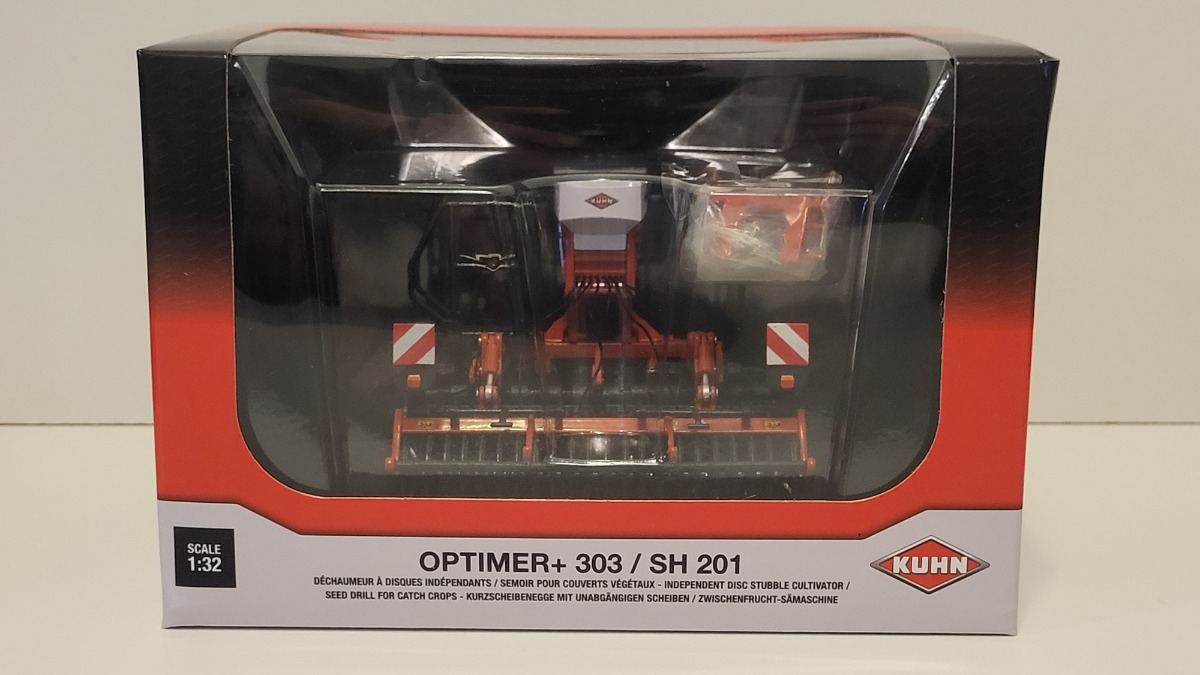 KUHN
SCALE
1:32
OPTIMER+ 303 / SH 201
DÉCHAUMEUR À DISQUES INDÉPENDANTS / SEMOIR POUR COUVERTS VÉGÉTAUX - INDEPENDENT DISC STUBBLE CULTIVATOR /
SEED DRILL FOR CATCH CROPS - KURZSCHEIBENEGGE MIT UNABGÄNGIGEN SCHEIBEN / ZWISCHENFRUCHT-SÄMASCHINE
KUHN